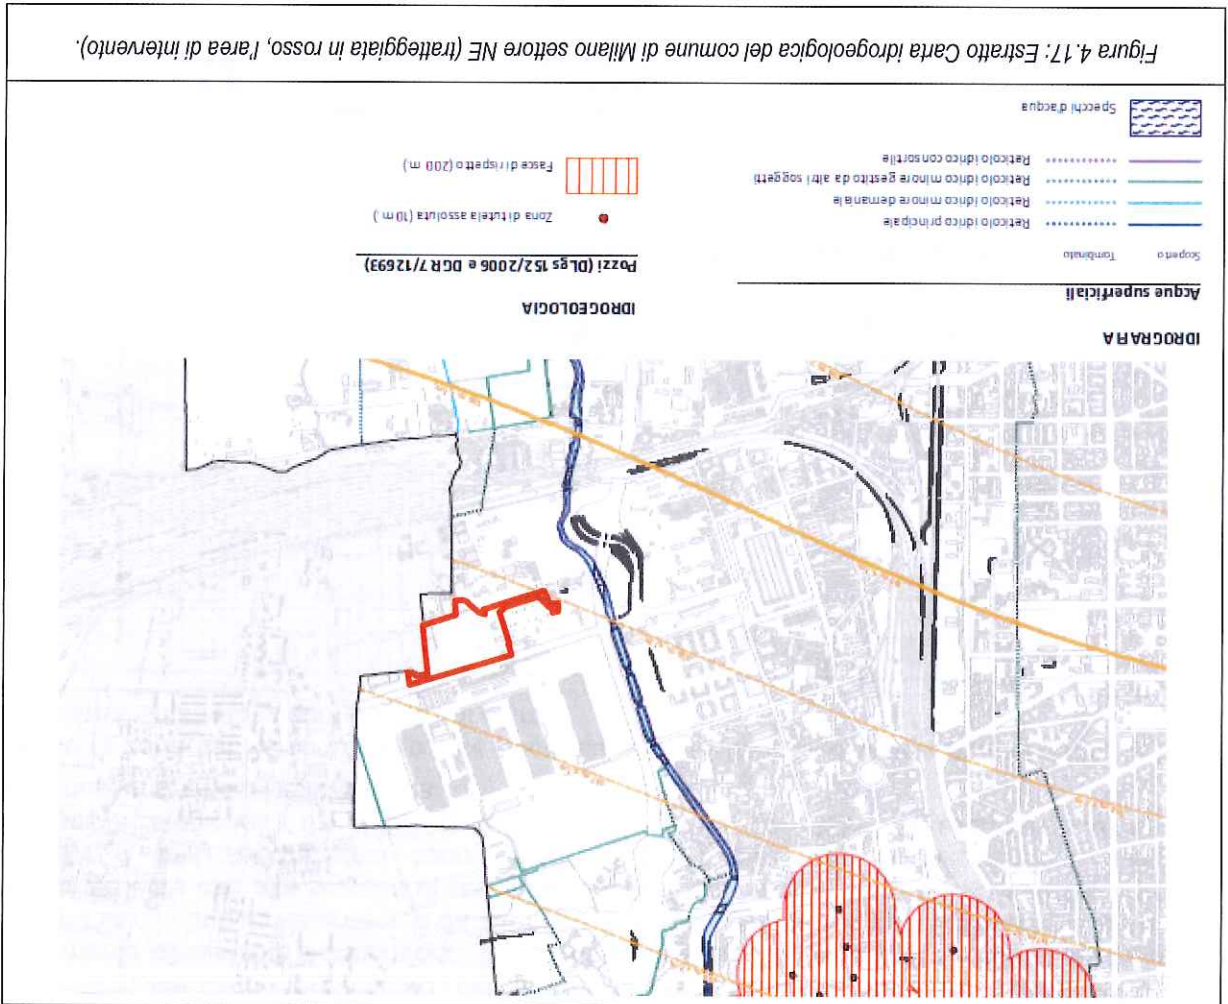 IDROGRAFIA
Acque superficiali
Scoperto Tombinato
Reticolo idrico principale
Reticolo idrico minore demaniale
Reticolo idrico minore gestito da altri soggetti
Reticolo idrico consortile
Specchi d'acqua
IDROGEOLOGIA
Pozzi (DLgs 152/2006 e DGR 7/12693)
Zona di tutela assoluta (10 m.)
Fasce di rispetto (200 m.)
Figura 4.17: Estratto Carta idrogeologica del comune di Milano settore NE (tratteggiata in rosso, l'area di intervento).